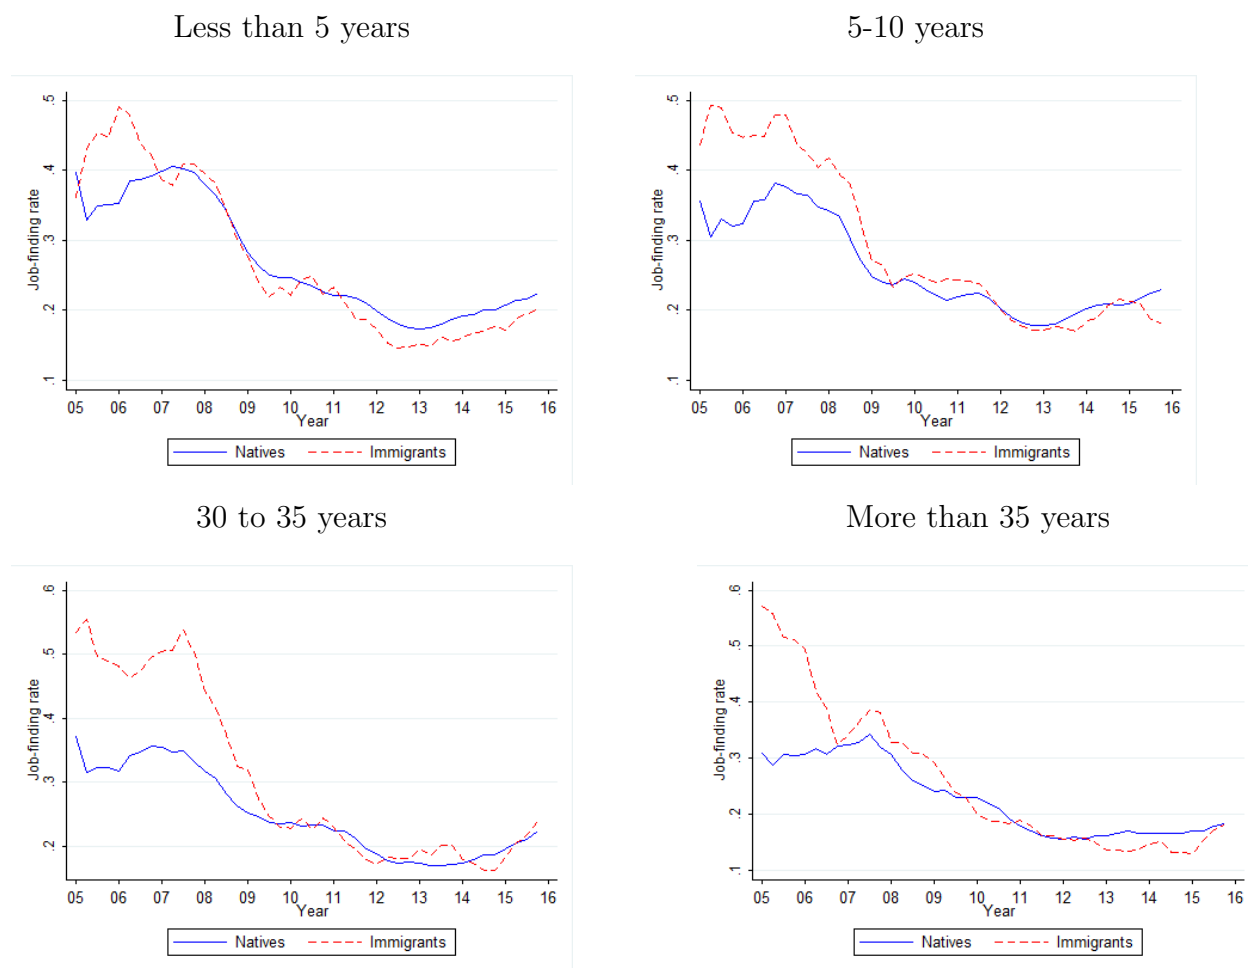 Less than 5 years
5-10 years
Job-finding rate
.5
.4
.3
.2
.1
05 06 07 08 09 10 11 12 13 14 15 16
Year
Natives Immigrants
Job-finding rate
.5
.4
.3
.2
.1
05 06 07 08 09 10 11 12 13 14 15 16
Year
Natives Immigrants
30 to 35 years
More than 35 years
Job-finding rate
.6
.5
.4
.3
.2
05 06 07 08 09 10 11 12 13 14 15 16
Year
Natives Immigrants
Job-finding rate
.6
.5
.4
.3
.2
.1
05 06 07 08 09 10 11 12 13 14 15 16
Year
Natives Immigrants